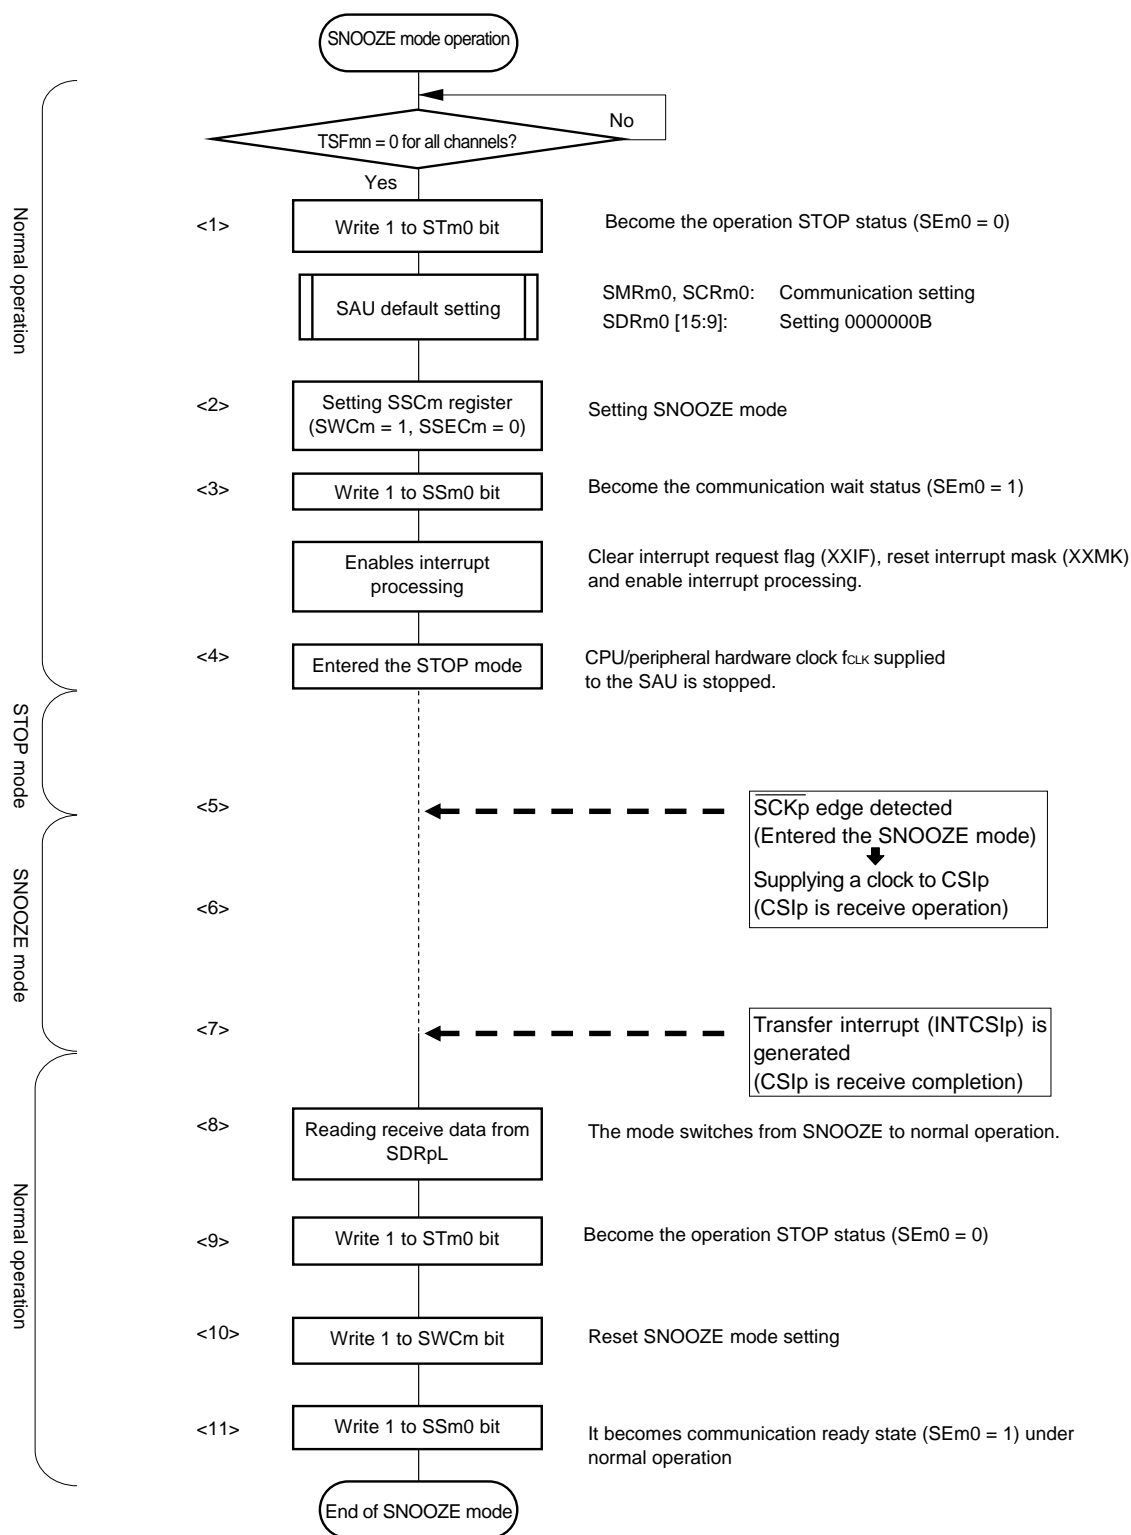 SNOOZE mode operation
No
TSFmn = 0 for all channels?
Yes
Normal operation
<1>
Write 1 to STm0 bit
Become the operation STOP status (SEm0 = 0)
SAU default setting
SMRm0, SCRm0: Communication setting
SDRm0 [15:9]: Setting 0000000B
<2>
Setting SSCm register
(SWCm = 1, SSECm = 0)
Setting SNOOZE mode
<3>
Write 1 to SSm0 bit
Become the communication wait status (SEm0 = 1)
Enables interrupt
processing
Clear interrupt request flag (XXIF), reset interrupt mask (XXMK)
and enable interrupt processing.
<4>
Entered the STOP mode
CPU/peripheral hardware clock fCLK supplied
to the SAU is stopped.
STOP mode
<5>
SCKp edge detected
(Entered the SNOOZE mode)
Supplying a clock to CSIp
(CSIp is receive operation)
<6>
SNOOZE mode
<7>
Transfer interrupt (INTCSIp) is
generated
(CSIp is receive completion)
<8>
Reading receive data from
SDRpL
The mode switches from SNOOZE to normal operation.
Normal operation
<9>
Write 1 to STm0 bit
Become the operation STOP status (SEm0 = 0)
<10>
Write 1 to SWCm bit
Reset SNOOZE mode setting
<11>
Write 1 to SSm0 bit
It becomes communication ready state (SEm0 = 1) under
normal operation
End of SNOOZE mode